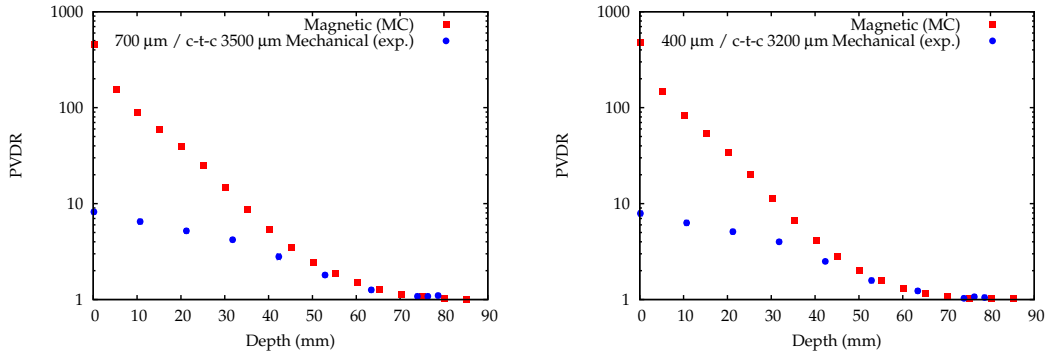 1000
100
10
1
PVDR
0 10 20 30 40 50 60 70 80 90
Depth (mm)
Magnetic (MC)
700 μm / c-t-c 3500 μm Mechanical (exp.)
1000
100
10
1
PVDR
0 10 20 30 40 50 60 70 80 90
Depth (mm)
Magnetic (MC)
400 μm / c-t-c 3200 μm Mechanical (exp.)